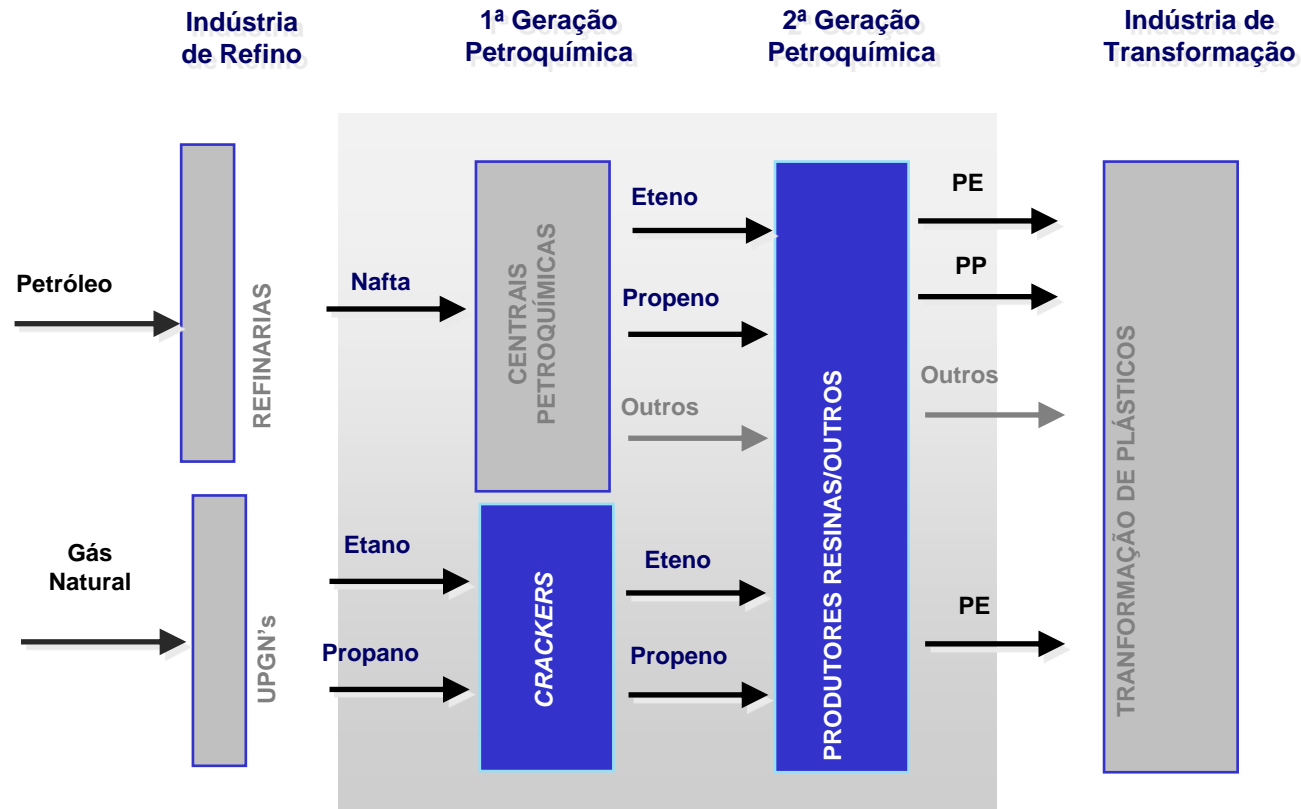 Indústria
de Refino
1ª Geração
Petroquímica
2ª Geração
Petroquímica
Indústria de
Transformação
Petróleo
REFINARIAS
Nafta
CENTRAIS
PETROQUÍMICAS
Eteno
Propeno
Outros
PRODUTORES RESINAS/OUTROS
PE
PP
Outros
TRANFORMAÇÃO DE PLÁSTICOS
Gás
Natural
UPGN's
Etano
Propano
CRACKERS
Eteno
Propeno
PE